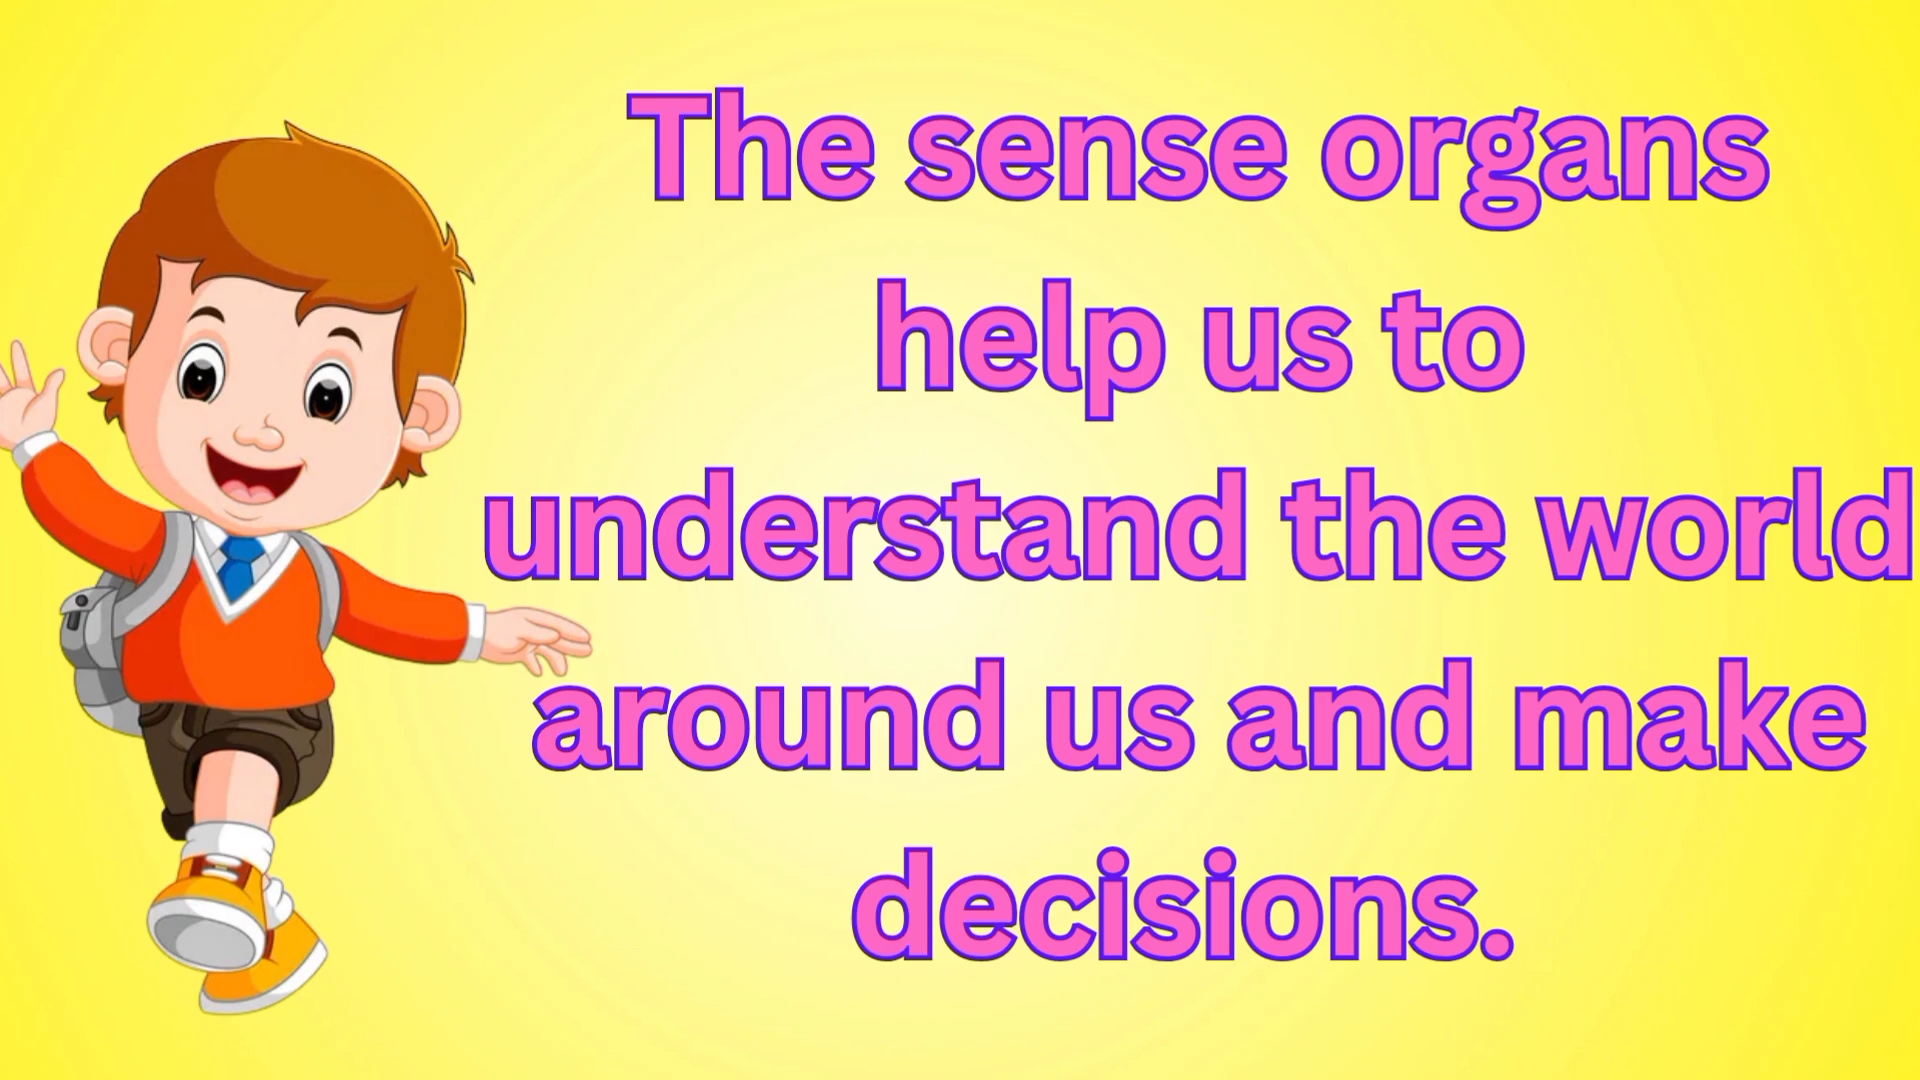 The sense organs
help us to
understand the world
around us and make
decisions.